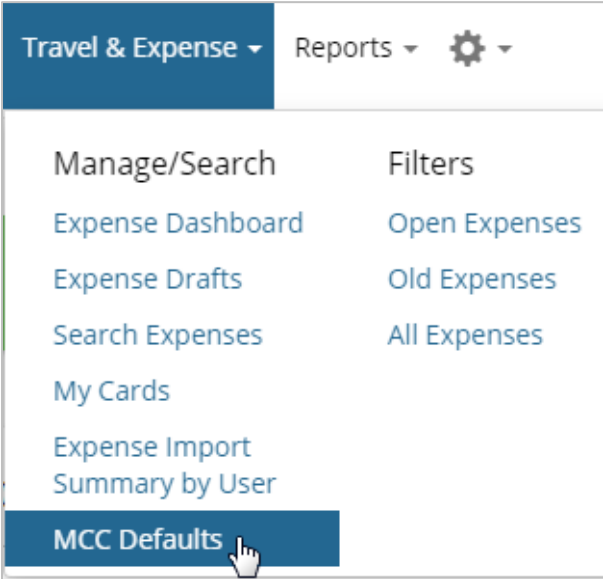 Travel & Expense
Reports
Manage/Search
Expense Dashboard
Expense Drafts
Search Expenses
My Cards
Expense Import
Summary by User
MCC Defaults
Filters
Open Expenses
Old Expenses
All Expenses